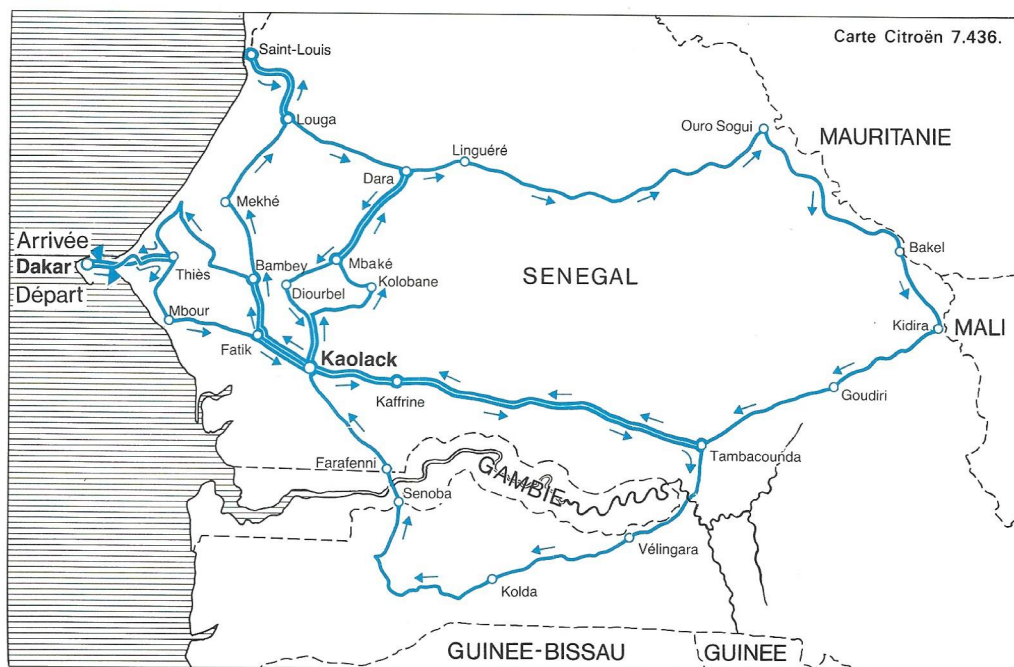 Carte Citroën 7.436.
Saint-Louis
Louga
Ouro Sogui
MAURITANIE
Linguéré
Dara
Mekhé
Arrivée
Dakar
Départ
Thiès
Bambey
Mbaké
Diourbel
Kolobane
SENEGAL
Bakel
Mbour
Fatik
Kaolack
Kidira
MALI
Kaffrine
Goudiri
Tambacounda
Farafenni
GAMBIE
Senoba
Vélingara
Kolda
GUINEE-BISSAU
GUINEE